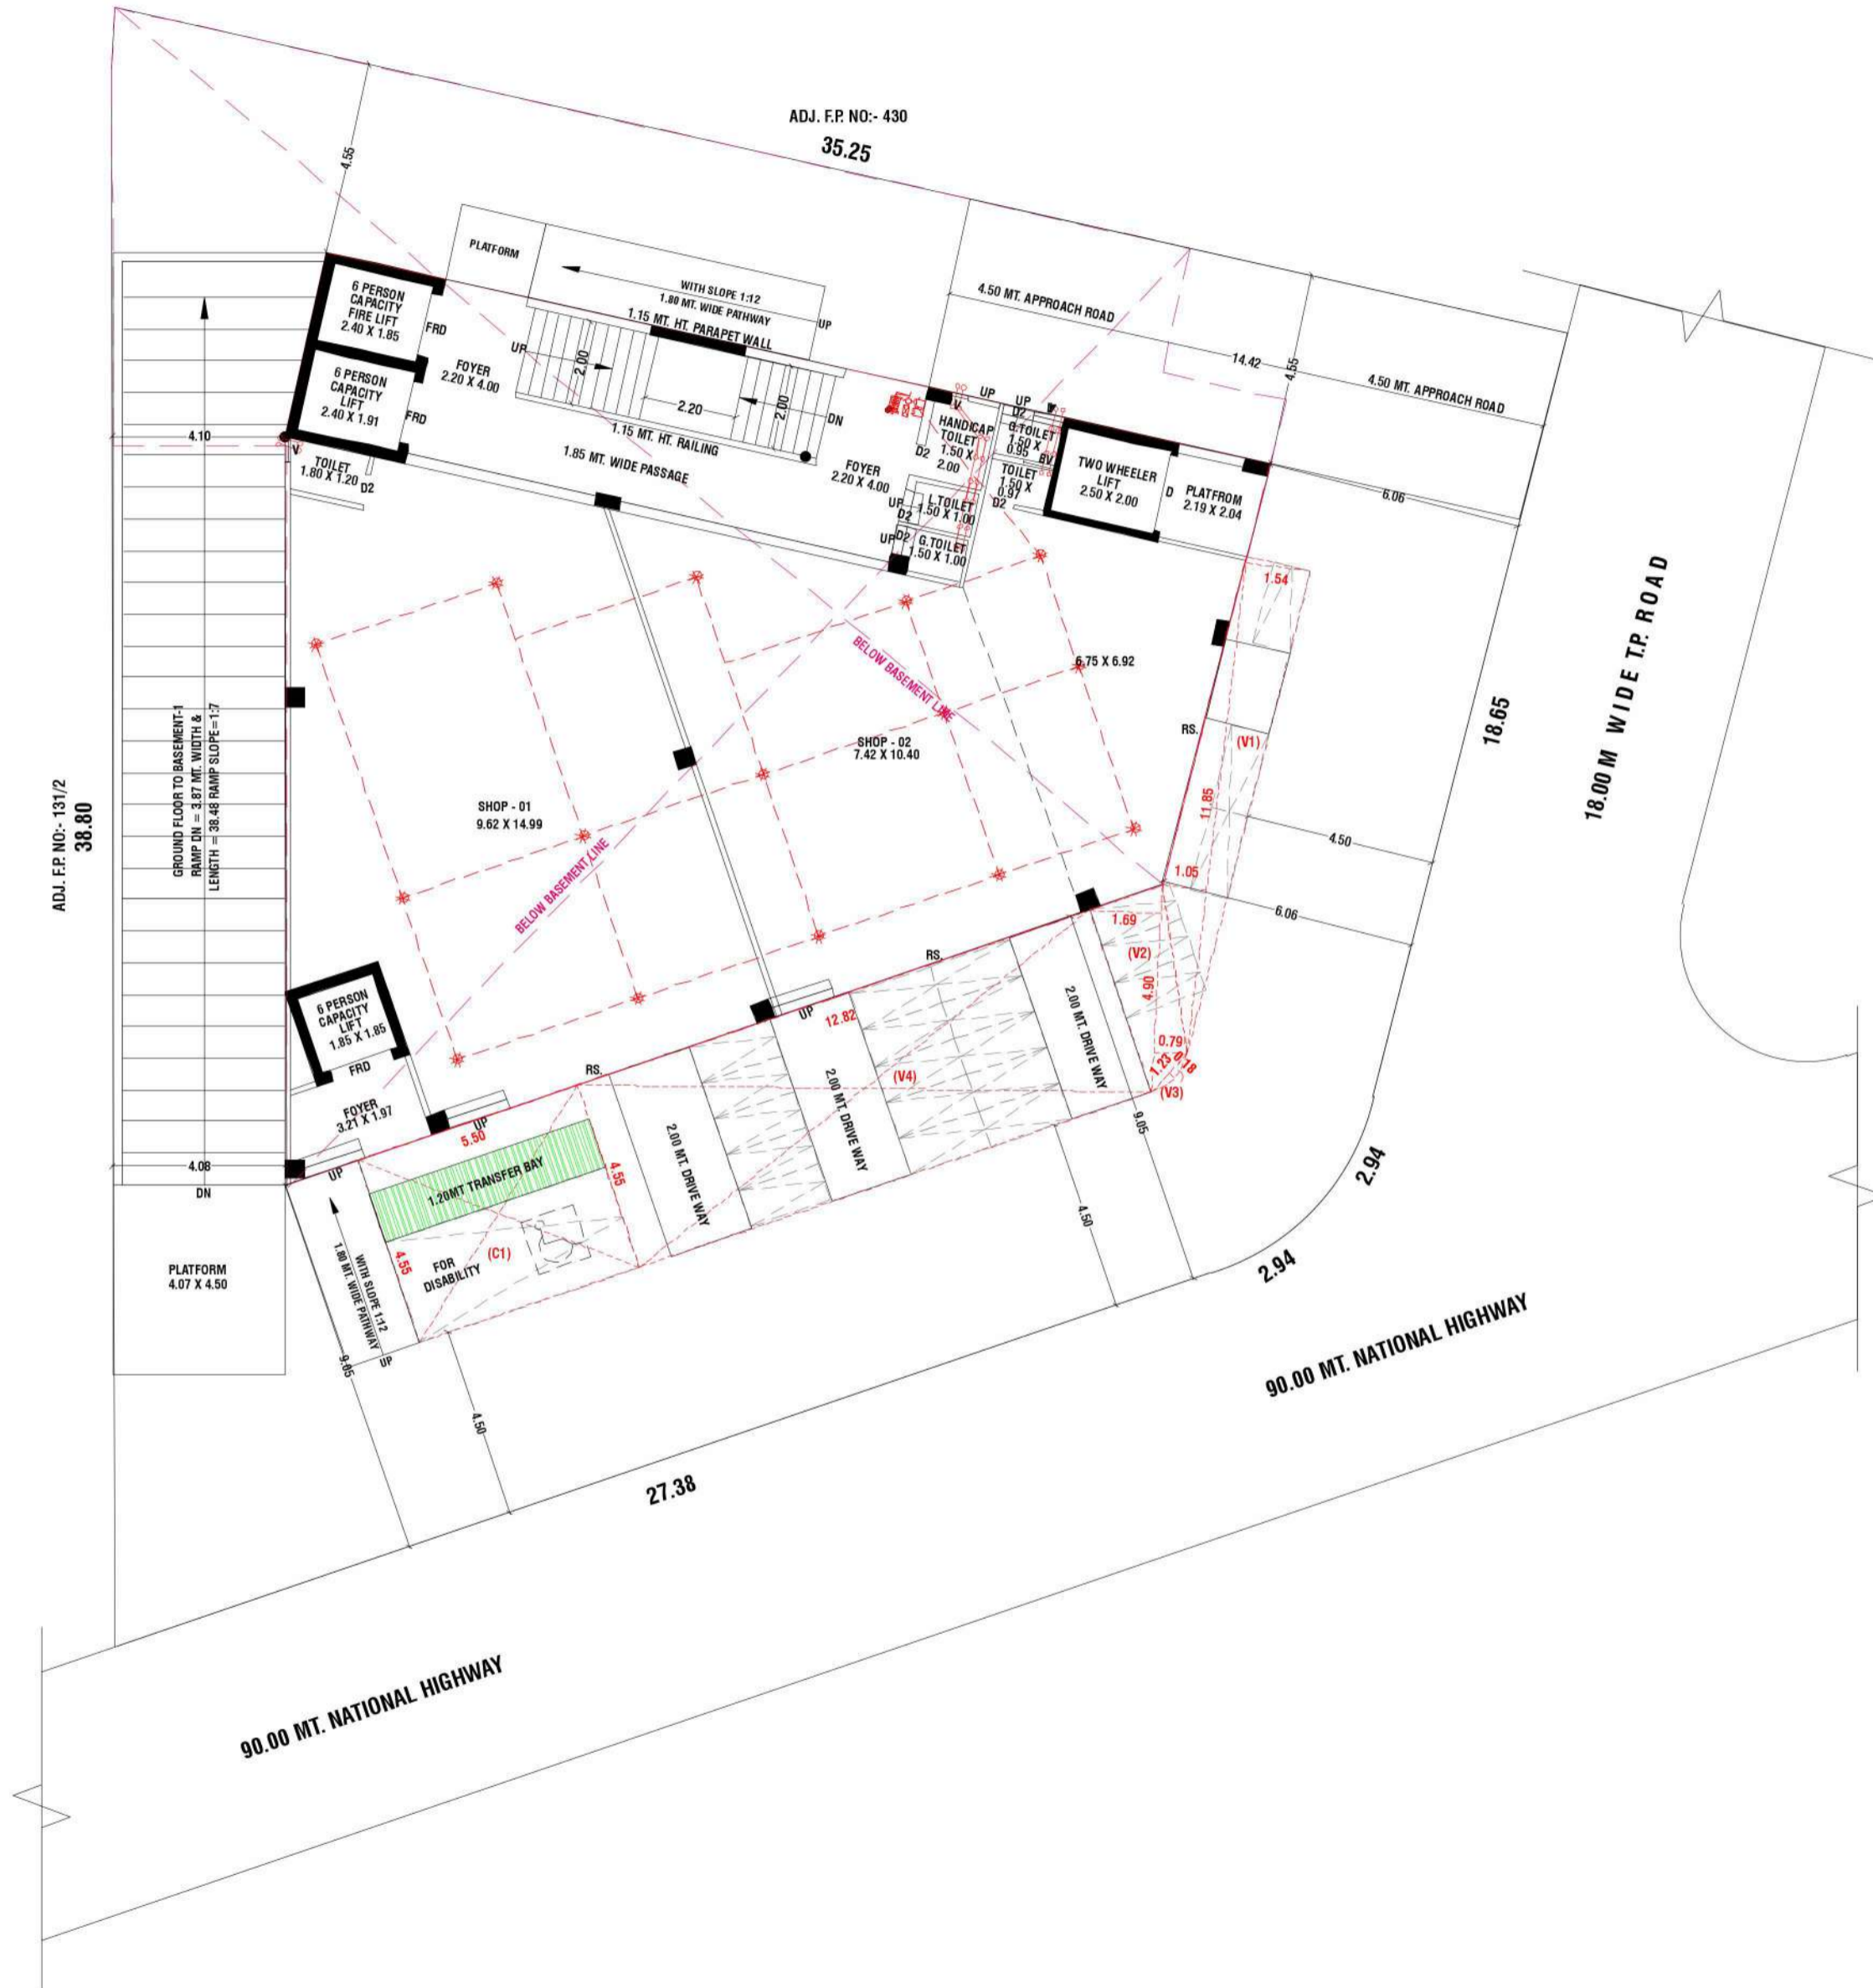 ADJ. F.P. NO:- 430
35.25
4.55
PLATFORM
WITH SLOPE 1:12
1.80 MT. WIDE PATHWAY
UP
1.15 MT. HT. PARAPET WALL
6 PERSON
CAPACITY
FIRE LIFT
2.40 X 1.85
FRD
6 PERSON
CAPACITY
LIFT
2.40 X 1.91
FRD
FOYER
2.20 X 4.00
UP
2.00
2.20
2.00
DN
1.15 MT. HT. RAILING
1.85 MT. WIDE PASSAGE
FOYER
2.20 X 4.00
4.50 MT. APPROACH ROAD
14.42
4.55
4.50 MT. APPROACH ROAD
4.10
V
TOILET
1.80 X 1.20
D2
V
UP
UP
D2
V
HANDICAP
TOILET
1.50 X
2.00
D2
G.TOILET
1.50 X
0.95
BV
TOILET
1.50 X
0.97
D2
L.TOILET
1.50 X 1.00
UP
D2
UP
D2
G.TOILET
1.50 X 1.00
TWO WHEELER
LIFT
2.50 X 2.00
D
PLATFROM
2.19 X 2.04
6.06
1.54
18.00 M WIDE T.P. ROAD
18.65
6.75 X 6.92
BELOW BASEMENT LINE
RS.
(V1)
SHOP - 02
7.42 X 10.40
SHOP - 01
9.62 X 14.99
BELOW BASEMENT LINE
11.85
4.50
1.05
6.06
ADJ. F.P. NO:- 1131/2
38.80
GROUND FLOOR TO BASEMENT-1
RAMP DN = 3.87 MT. WIDTH &
LENGTH = 38.48 RAMP SLOPE=1:7
1.69
(V2)
4.90
0.79
1.23
0.18
(V3)
RS.
2.00 MT. DRIVE WAY
UP
12.82
(V4)
2.00 MT. DRIVE WAY
RS.
2.00 MT. DRIVE WAY
6 PERSON
CAPACITY
LIFT
1.85 X 1.85
FRD
FOYER
3.21 X 1.97
UP
5.50
UP
4.08
DN
1.20MT TRANSFER BAY
4.55
4.55
(C1)
FOR
DISABILITY
WITH SLOPE 1:12
1.80 MT. WIDE PATHWAY
UP
PLATFORM
4.07 X 4.50
9.05
4.50
9.05
4.50
2.94
2.94
27.38
90.00 MT. NATIONAL HIGHWAY
90.00 MT. NATIONAL HIGHWAY